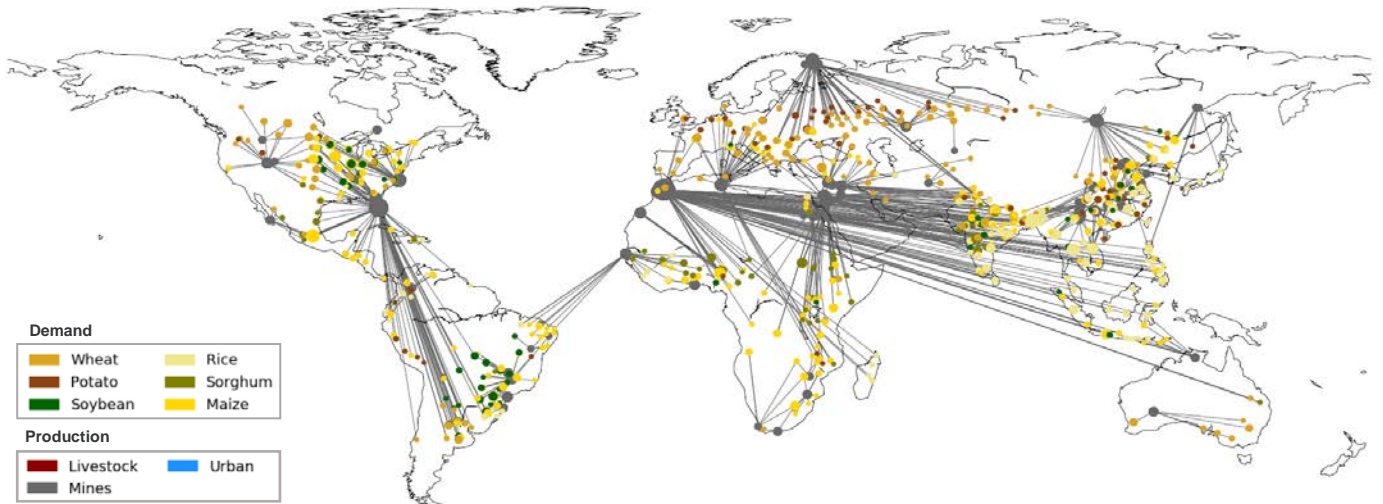 Demand
Wheat Rice
Potato Sorghum
Soybean Maize
Production
Livestock Urban
Mines